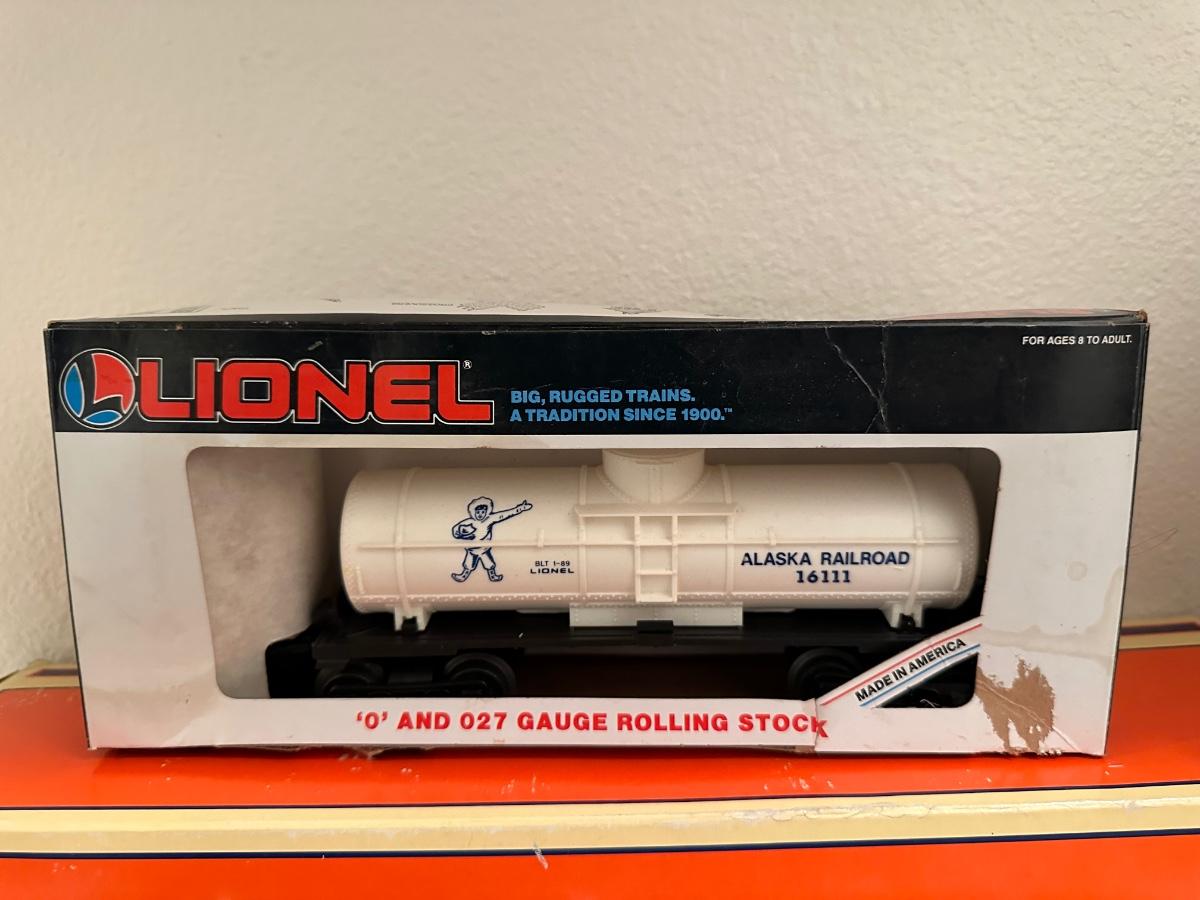 LIONEL®
BIG, RUGGED TRAINS.
A TRADITION SINCE 1900.™
FOR AGES 8 TO ADULT.
BLT 1-89
LIONEL
ALASKA RAILROAD
16111
MADE IN AMERICA
‘O’ AND 027 GAUGE ROLLING STOCK